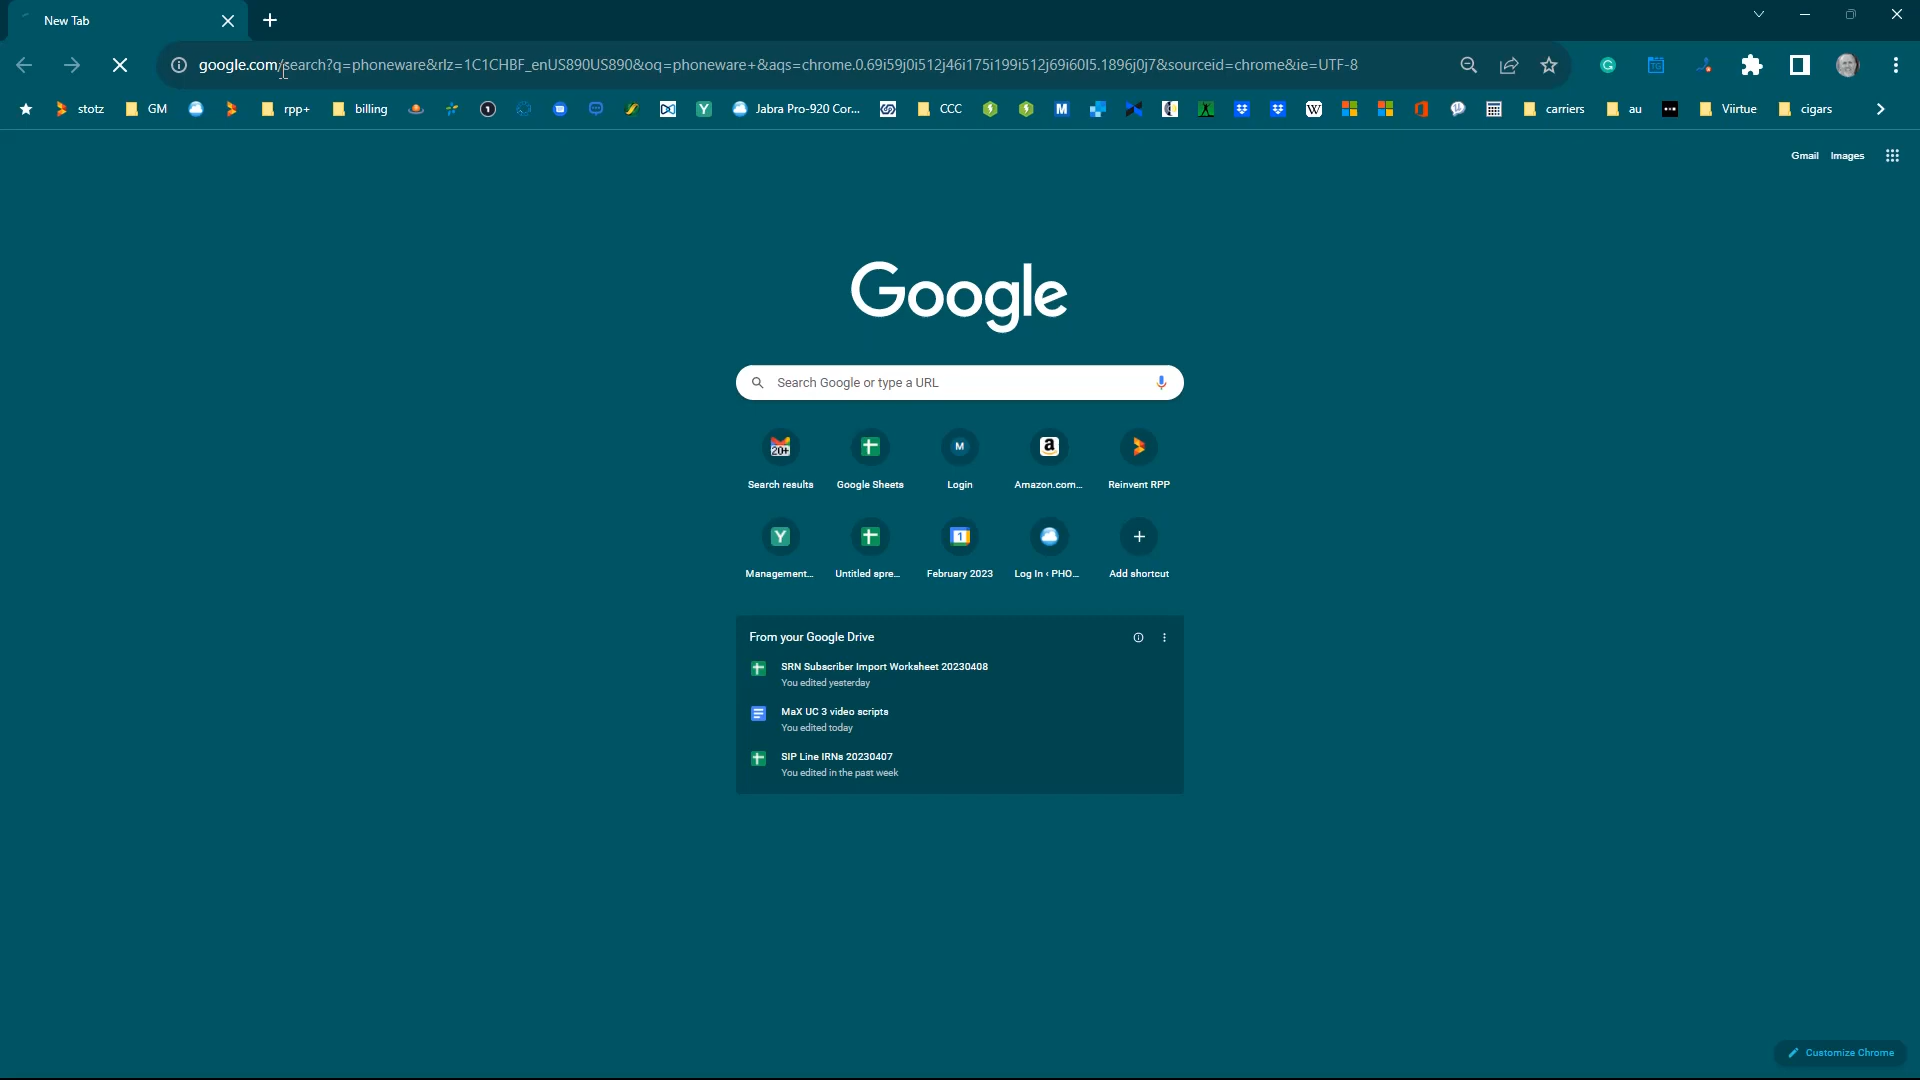 New Tab
google.com/search?q=phoneware&rlz=1C1CHBF_enUS890US890&oq=phoneware+&aqs=chrome.0.69i59j0i512j46i175i199i512j69i60l5.1896j0j7&sourceid=chrome&ie=UTF-8
stotz GM rpp+ billing Jabra Pro-920 Cor... CCC carriers au Viirtue cigars
Gmail Images
Google
Search Google or type a URL
20+ M a
Search results Google Sheets Login Amazon.com... Reinvent RPP
Y 1
Management... Untitled spre... February 2023 Log In ‹ PHO... Add shortcut
From your Google Drive
SRN Subscriber Import Worksheet 20230408
You edited yesterday
MaX UC 3 video scripts
You edited today
SIP Line IRNs 20230407
You edited in the past week
Customize Chrome